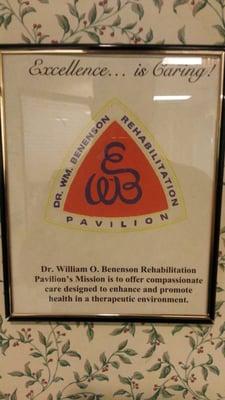 Excellence... is Caring!
DR. WM. BENENSON REHABILITATION PAVILION
WB
Dr. William O. Benenson Rehabilitation
Pavilion's Mission is to offer compassionate
care designed to enhance and promote
health in a therapeutic environment.